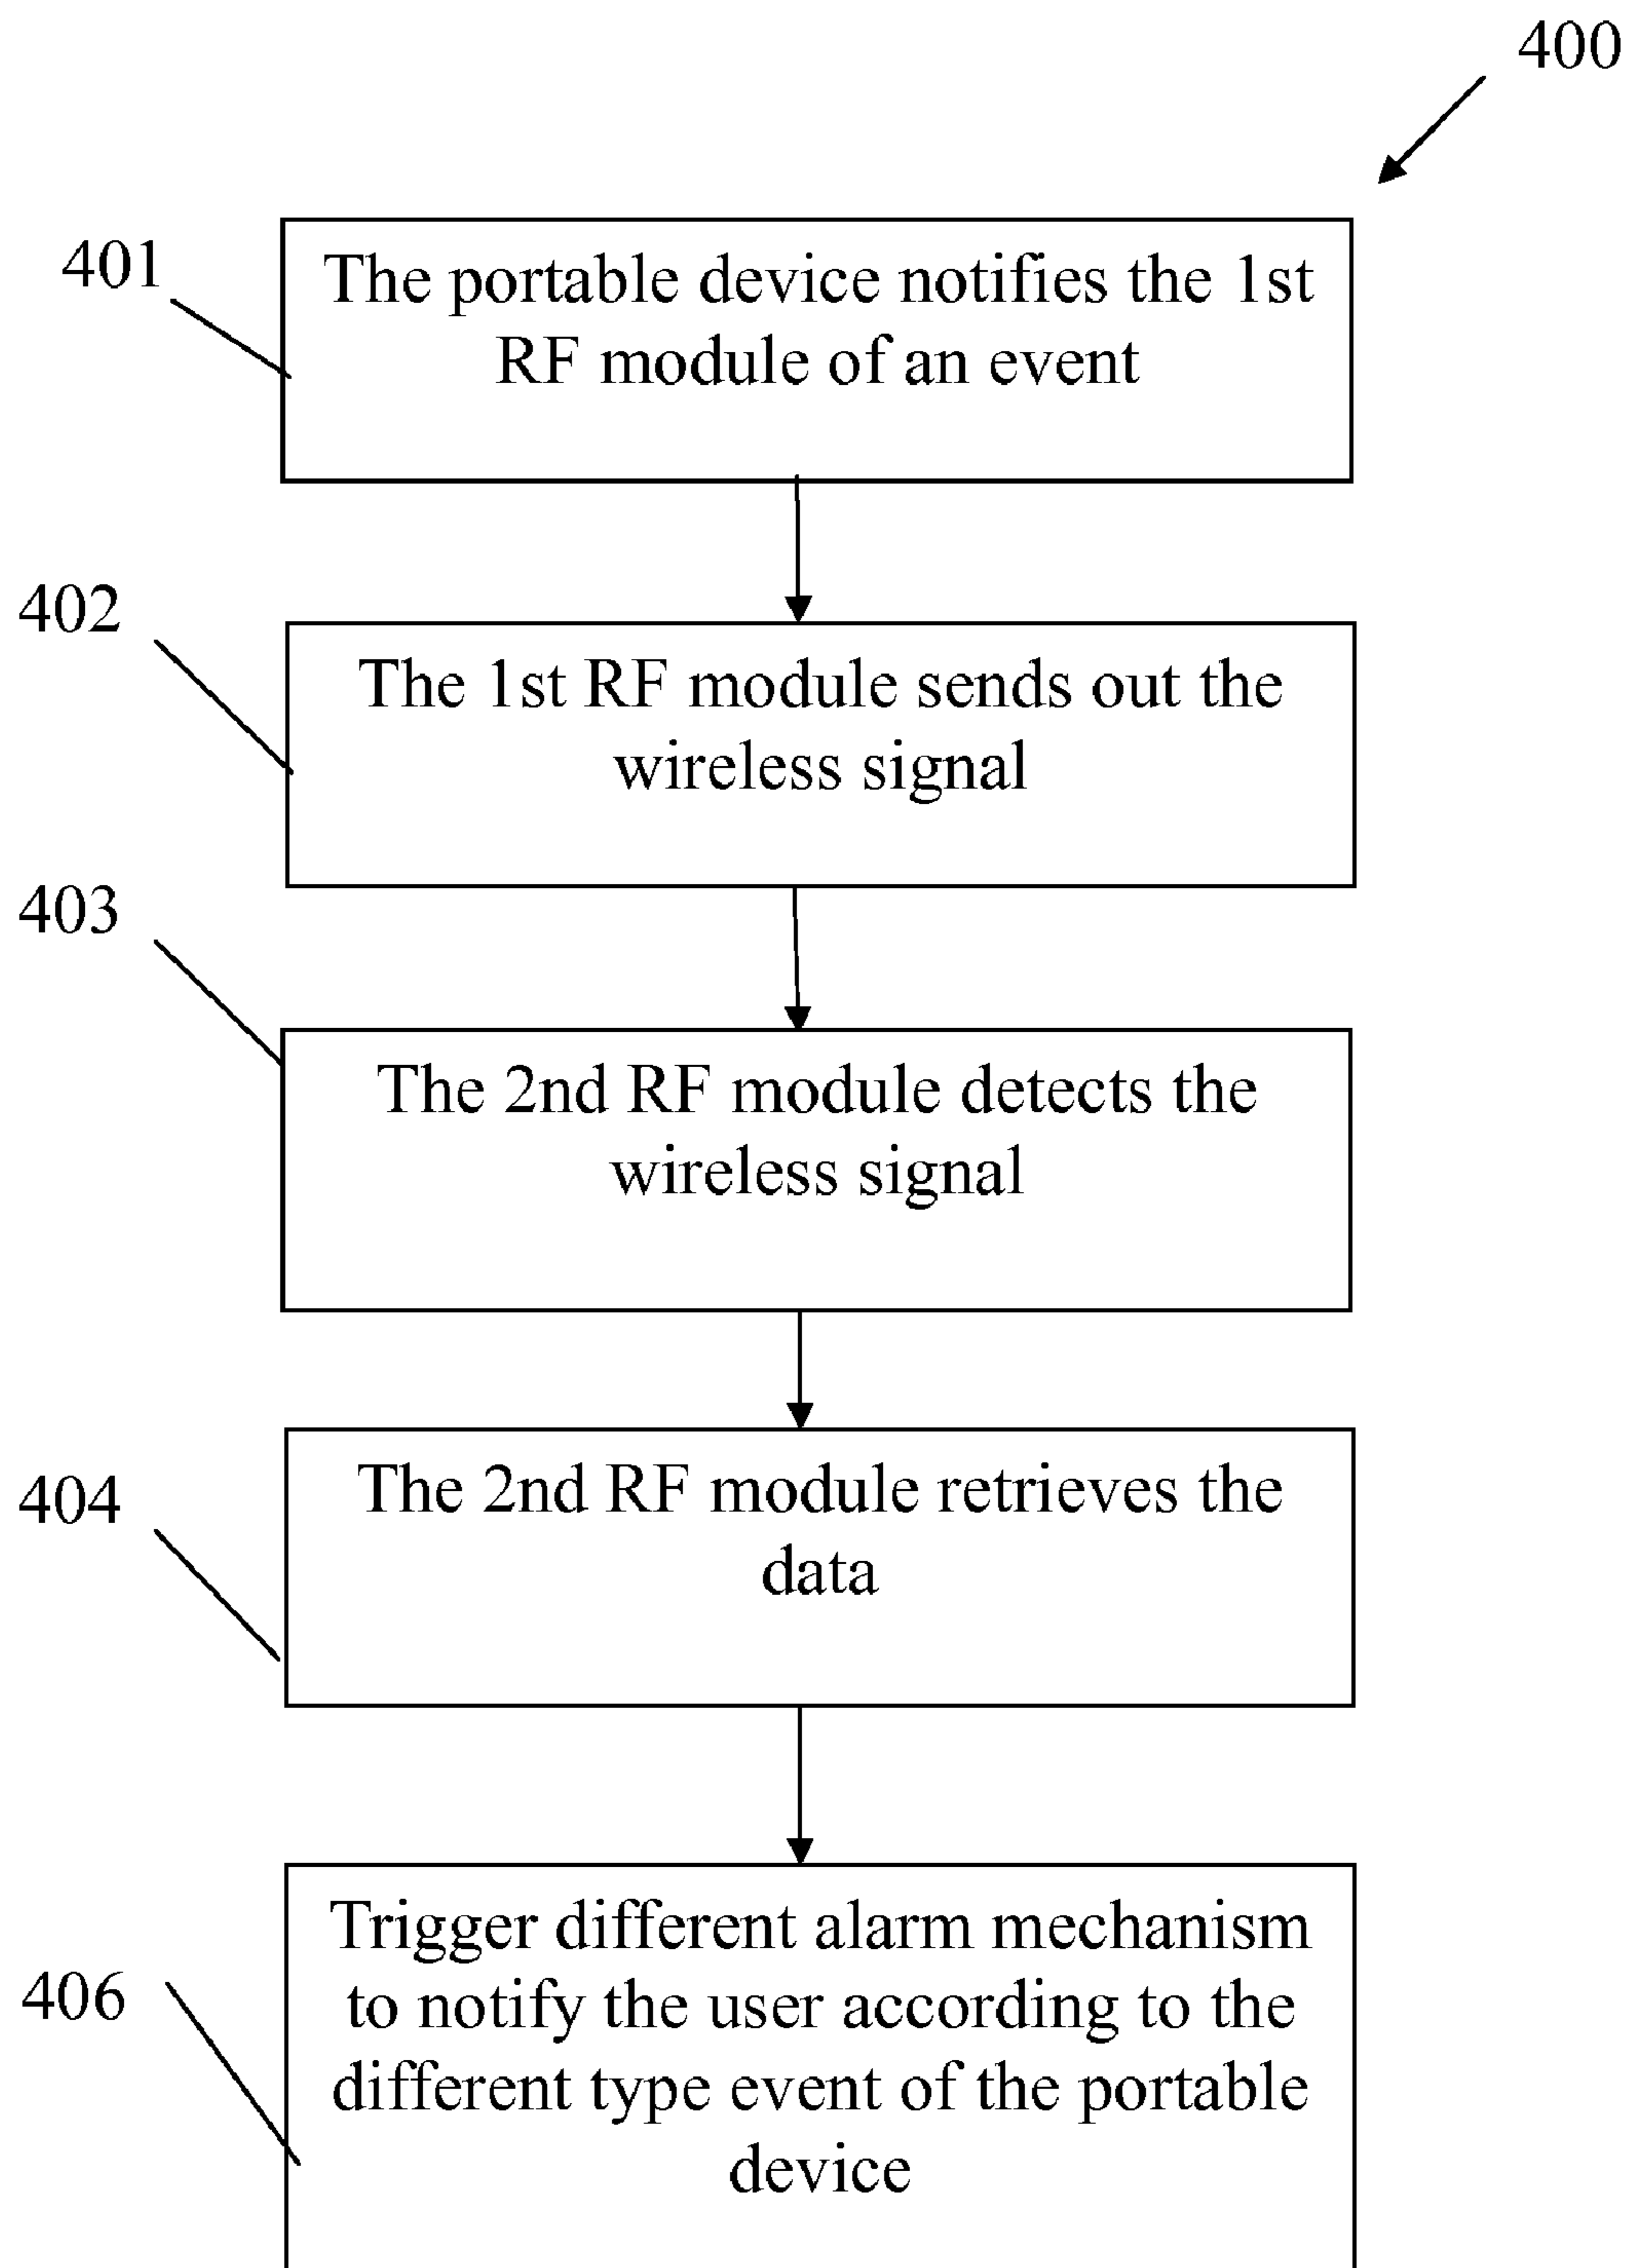 400
401
The portable device notifies the 1st
RF module of an event
402
The 1st RF module sends out the
wireless signal
403
The 2nd RF module detects the
wireless signal
404
The 2nd RF module retrieves the
data
406
Trigger different alarm mechanism
to notify the user according to the
different type event of the portable
device